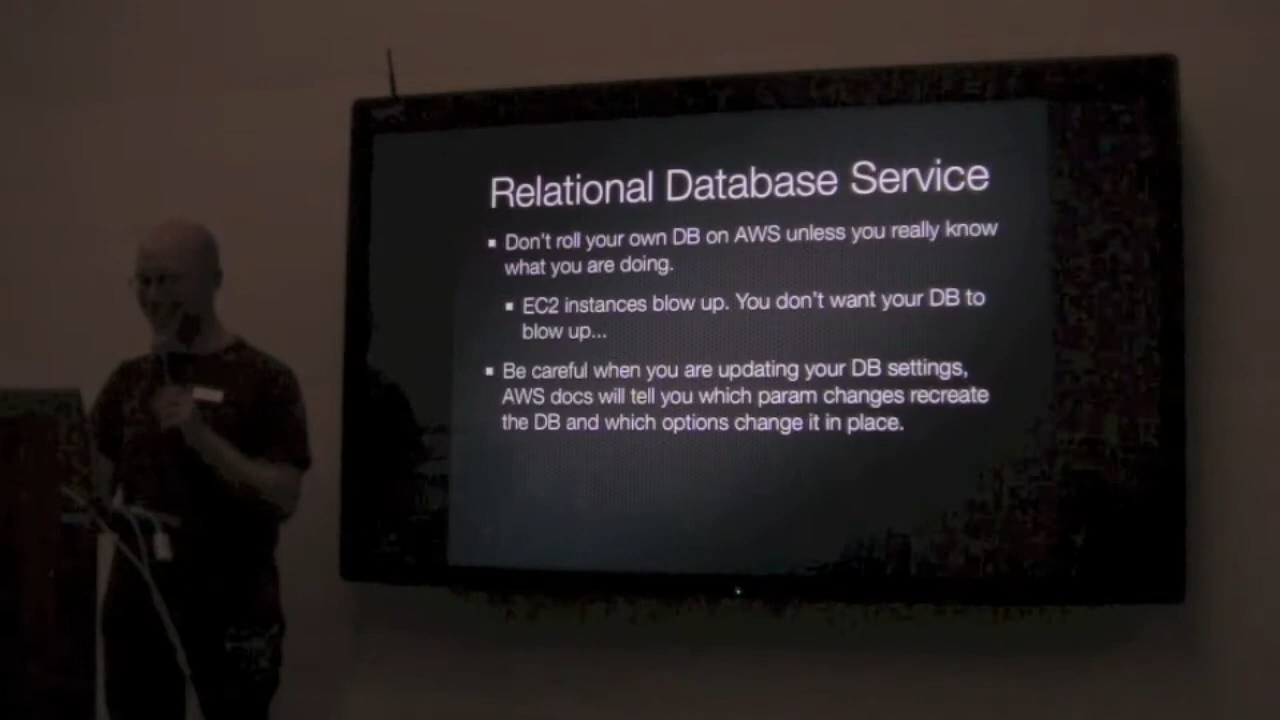 Relational Database Service
▪ Don't roll your own DB on AWS unless you really know
what you are doing.
▪ EC2 instances blow up. You don't want your DB to
blow up...
▪ Be careful when you are updating your DB settings,
AWS docs will tell you which param changes recreate
the DB and which options change it in place.